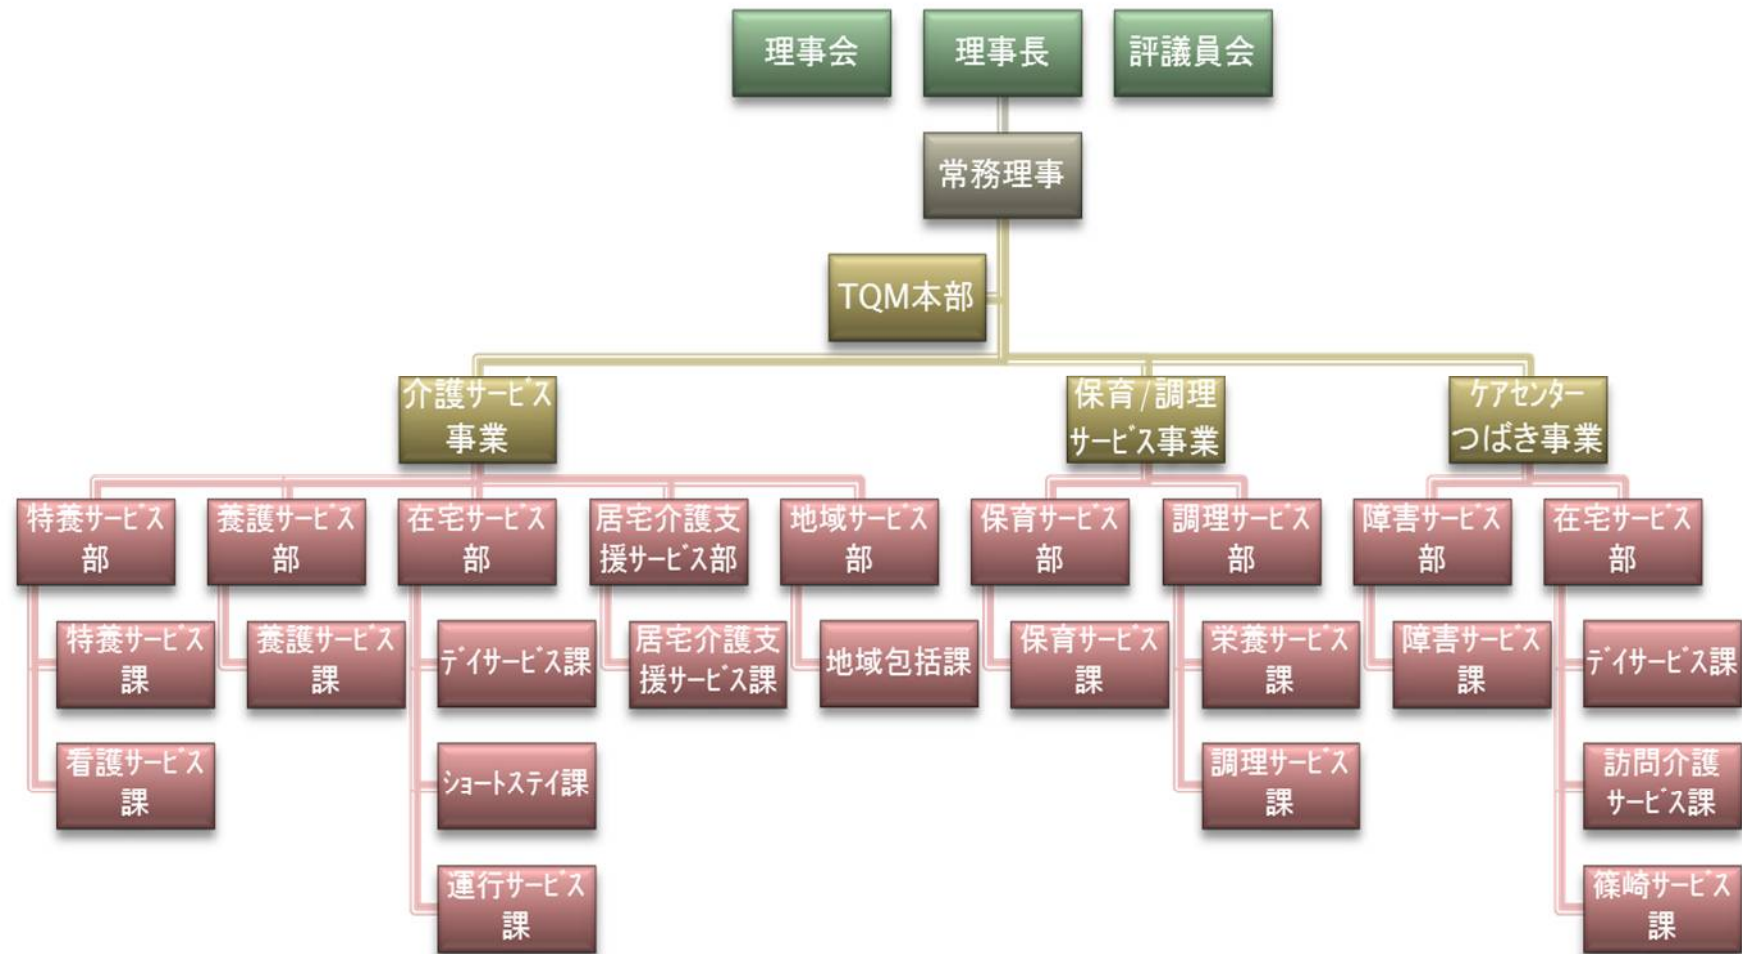 理事会
理事長
評議員会
常務理事
TQM本部
介護ｻｰﾋﾞｽ
事業
保育/調理
ｻｰﾋﾞｽ事業
ｹｱｾﾝﾀｰ
つばき事業
特養ｻｰﾋﾞｽ
部
養護ｻｰﾋﾞｽ
部
在宅ｻｰﾋﾞｽ
部
居宅介護支
援ｻｰﾋﾞｽ部
地域ｻｰﾋﾞｽ
部
保育ｻｰﾋﾞｽ
部
調理ｻｰﾋﾞｽ
部
障害ｻｰﾋﾞｽ
部
在宅ｻｰﾋﾞｽ
部
特養ｻｰﾋﾞｽ
課
養護ｻｰﾋﾞｽ
課
ﾃﾞｲｻｰﾋﾞｽ課
居宅介護支
援ｻｰﾋﾞｽ課
地域包括課
保育ｻｰﾋﾞｽ
課
栄養ｻｰﾋﾞｽ
課
障害ｻｰﾋﾞｽ
課
ﾃﾞｲｻｰﾋﾞｽ課
看護ｻｰﾋﾞｽ
課
ｼｮｰﾄｽﾃｲ課
調理ｻｰﾋﾞｽ
課
訪問介護
ｻｰﾋﾞｽ課
運行ｻｰﾋﾞｽ
課
篠崎ｻｰﾋﾞｽ
課